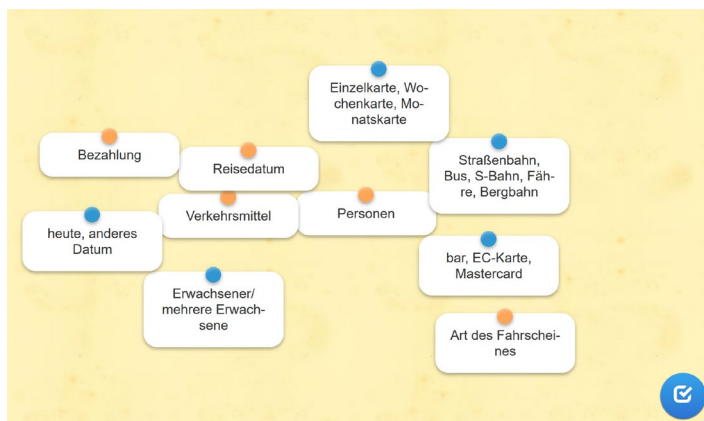 Einzelkarte, Wo-
chenkarte, Mo-
natskarte
Bezahlung
Reisedatum
Straßenbahn,
Bus, S-Bahn, Fäh-
re, Bergbahn
Verkehrsmittel
Personen
heute, anderes
Datum
bar, EC-Karte,
Mastercard
Erwachsener/
mehrere Erwach-
sene
Art des Fahrschei-
nes